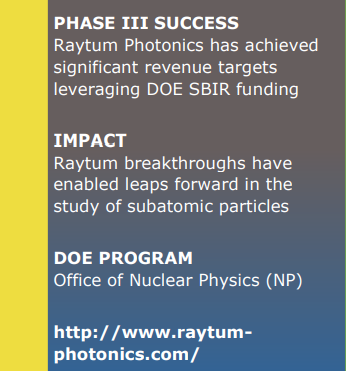 PHASE III SUCCESS
Raytum Photonics has achieved
significant revenue targets
leveraging DOE SBIR funding
IMPACT
Raytum breakthroughs have
enabled leaps forward in the
study of subatomic particles
DOE PROGRAM
Office of Nuclear Physics (NP)
http://www.raytum-
photonics.com/